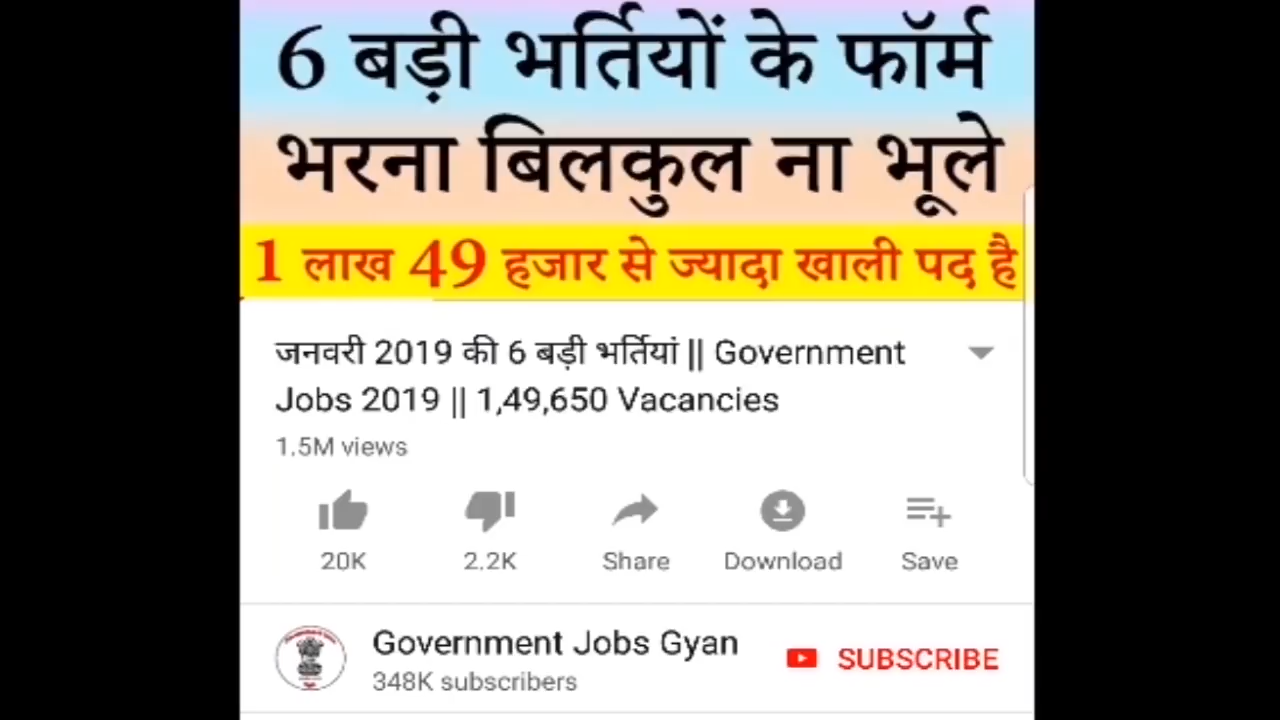 6 बड़ी भर्तियों के फॉर्म
भरना बिलकुल ना भूले
1 लाख 49 हजार से ज्यादा खाली पद है
जनवरी 2019 की 6 बड़ी भर्तियां || Government
Jobs 2019 || 1,49,650 Vacancies
1.5M views
20K 2.2K Share Download Save
Government Jobs Gyan
SUBSCRIBE
348K subscribers